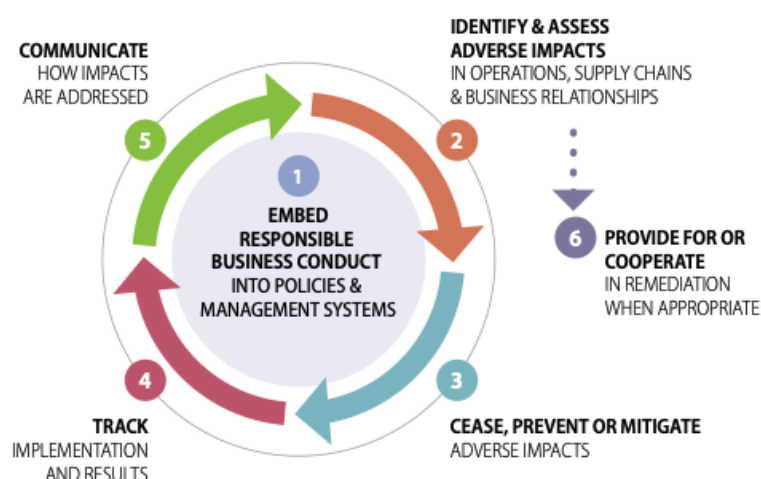 1
EMBED
RESPONSIBLE
BUSINESS CONDUCT
INTO POLICIES &
MANAGEMENT SYSTEMS
2
IDENTIFY & ASSESS
ADVERSE IMPACTS
IN OPERATIONS, SUPPLY CHAINS
& BUSINESS RELATIONSHIPS
3
CEASE, PREVENT OR MITIGATE
ADVERSE IMPACTS
4
TRACK
IMPLEMENTATION
AND RESULTS
5
COMMUNICATE
HOW IMPACTS
ARE ADDRESSED
6
PROVIDE FOR OR
COOPERATE
IN REMEDIATION
WHEN APPROPRIATE